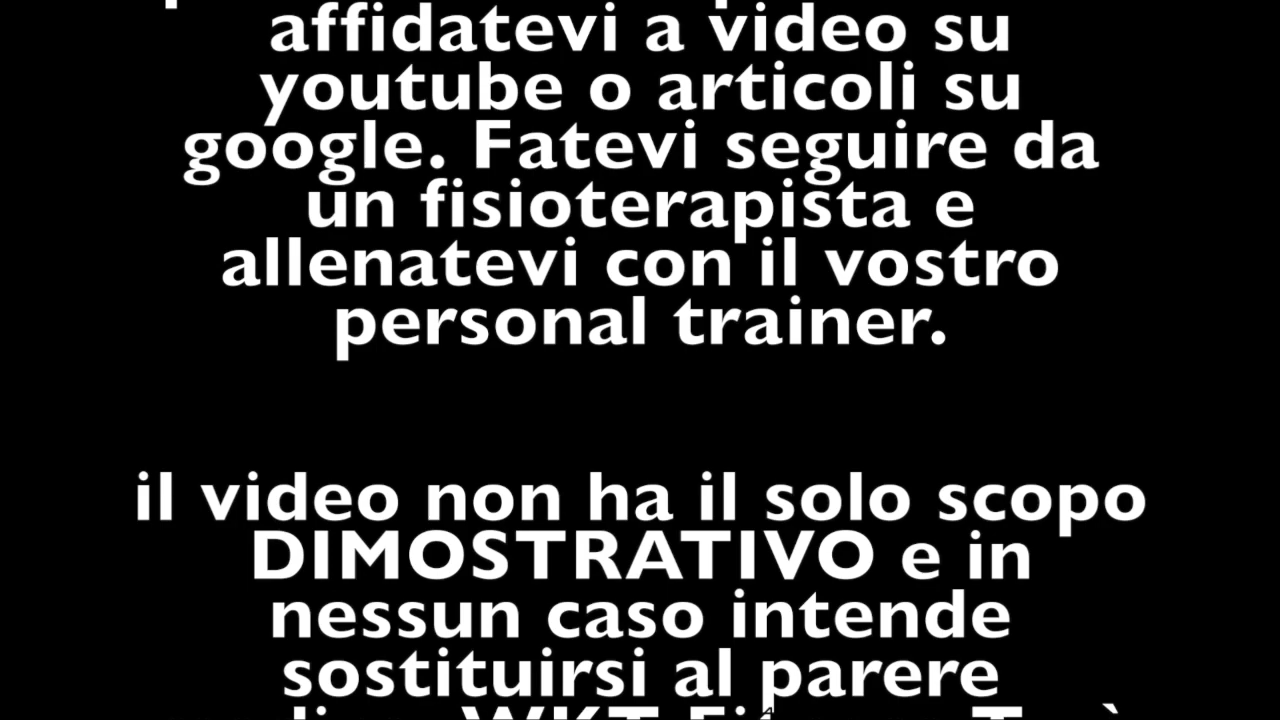 affidatevi a video su
youtube o articoli su
google. Fatevi seguire da
un fisioterapista e
allenatevi con il vostro
personal trainer.
il video non ha il solo scopo
DIMOSTRATIVO e in
nessun caso intende
sostituirsi al parere